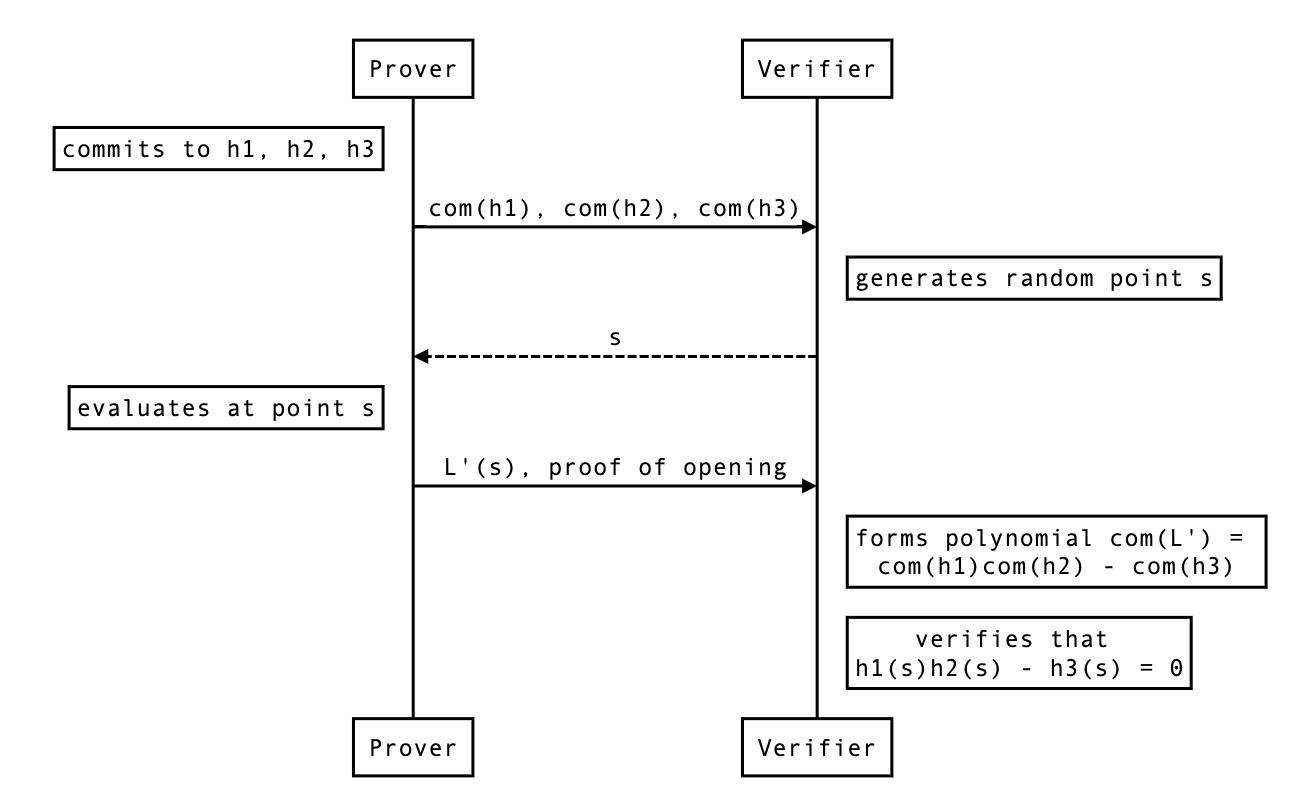 Prover
Verifier
commits to h1, h2, h3
com(h1), com(h2), com(h3)
generates random point s
s
evaluates at point s
L'(s), proof of opening
forms polynomial com(L') =
com(h1)com(h2) - com(h3)
verifies that
h1(s)h2(s) - h3(s) = 0
Prover
Verifier